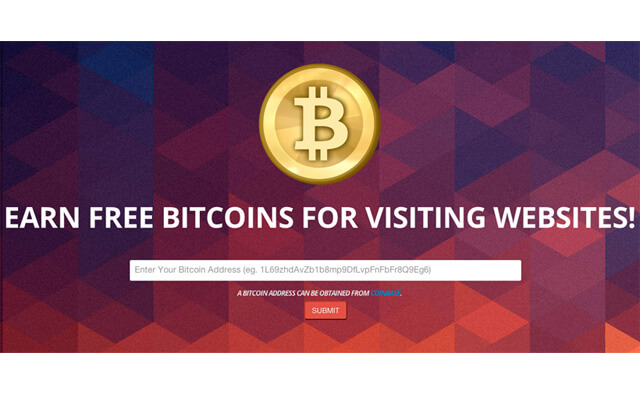 EARN FREE BITCOINS FOR VISITING WEBSITES!
Enter Your Bitcoin Address (eg. 1L69zhdAvZb1b8mp9DfLvpFnFbFr8Q9Eg6)
A BITCOIN ADDRESS CAN BE OBTAINED FROM COINBASE.
SUBMIT